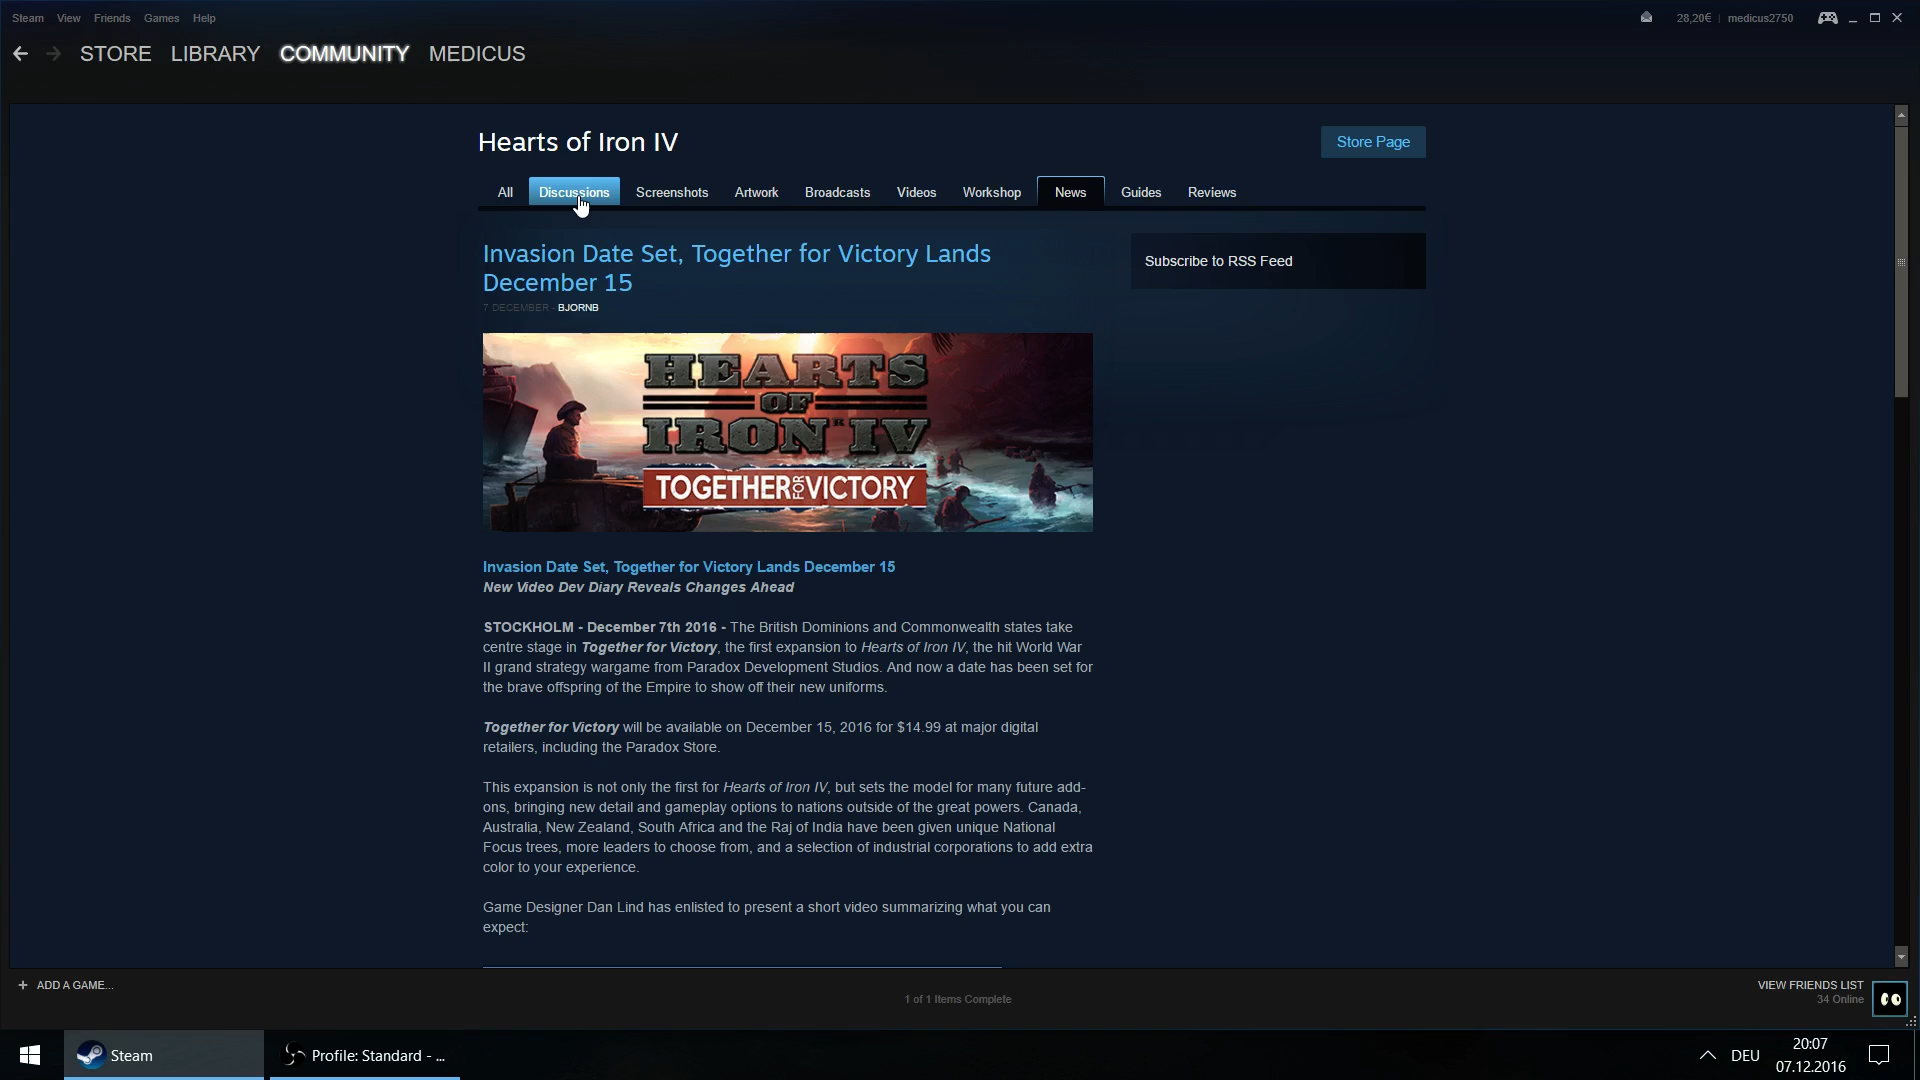 Steam View Friends Games Help
28,20€ | medicus2750
STORE LIBRARY COMMUNITY MEDICUS
Hearts of Iron IV
Store Page
All Discussions Screenshots Artwork Broadcasts Videos Workshop News Guides Reviews
Invasion Date Set, Together for Victory Lands
December 15
7 DECEMBER - BJORNB
Subscribe to RSS Feed
HEARTS
OF
IRON IV
TOGETHER FOR VICTORY
Invasion Date Set, Together for Victory Lands December 15
New Video Dev Diary Reveals Changes Ahead
STOCKHOLM - December 7th 2016 - The British Dominions and Commonwealth states take
centre stage in Together for Victory, the first expansion to Hearts of Iron IV, the hit World War
II grand strategy wargame from Paradox Development Studios. And now a date has been set for
the brave offspring of the Empire to show off their new uniforms.
Together for Victory will be available on December 15, 2016 for $14.99 at major digital
retailers, including the Paradox Store.
This expansion is not only the first for Hearts of Iron IV, but sets the model for many future add-
ons, bringing new detail and gameplay options to nations outside of the great powers. Canada,
Australia, New Zealand, South Africa and the Raj of India have been given unique National
Focus trees, more leaders to choose from, and a selection of industrial corporations to add extra
color to your experience.
Game Designer Dan Lind has enlisted to present a short video summarizing what you can
expect:
+ ADD A GAME...
1 of 1 Items Complete
VIEW FRIENDS LIST
34 Online
Steam
Profile: Standard - ...
DEU
20:07
07.12.2016